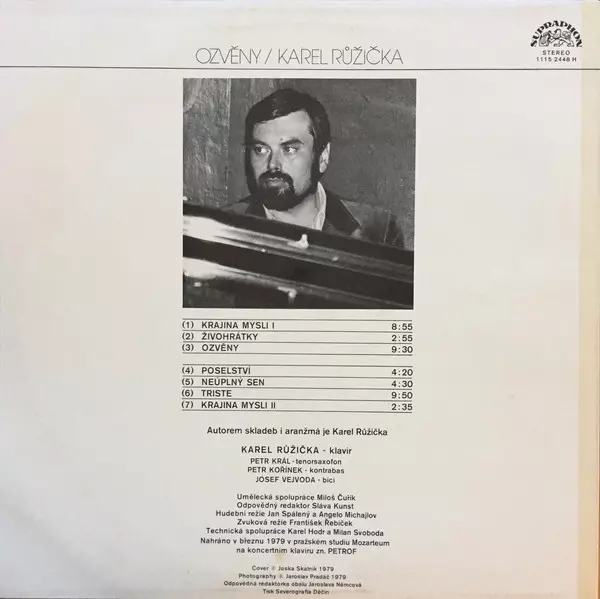 SUPRAPHON
STEREO
1115 2448 H
OZVĚNY / KAREL RŮŽIČKA
(1) KRAJINA MYSLI I 8:55
(2) ŽIVOHRÁTKY 2:55
(3) OZVĚNY 9:30
(4) POSELSTVÍ 4:20
(5) NEÚPLNÝ SEN 4:30
(6) TRISTE 9:50
(7) KRAJINA MYSLI II 2:35
Autorem skladeb i aranžmá je Karel Růžička
KAREL RŮŽIČKA - klavír
PETR KRÁL - tenorsaxofon
PETR KOŘÍNEK - kontrabas
JOSEF VEJVODA - bicí
Umělecká spolupráce Miloš Čuřík
Odpovědný redaktor Sláva Kunst
Hudební režie Jan Spálený a Angelo Michajlov
Zvuková režie František Řebíček
Technická spolupráce Karel Hodr a Milan Svoboda
Nahráno v březnu 1979 v pražském studiu Mozarteum
na koncertním klavíru zn. PETROF
Cover © Joska Skalník 1979
Photography © Jaroslav Pradáč 1979
Odpovědná redaktorka obalu Jaroslava Němcová
Tisk Severografia Děčín